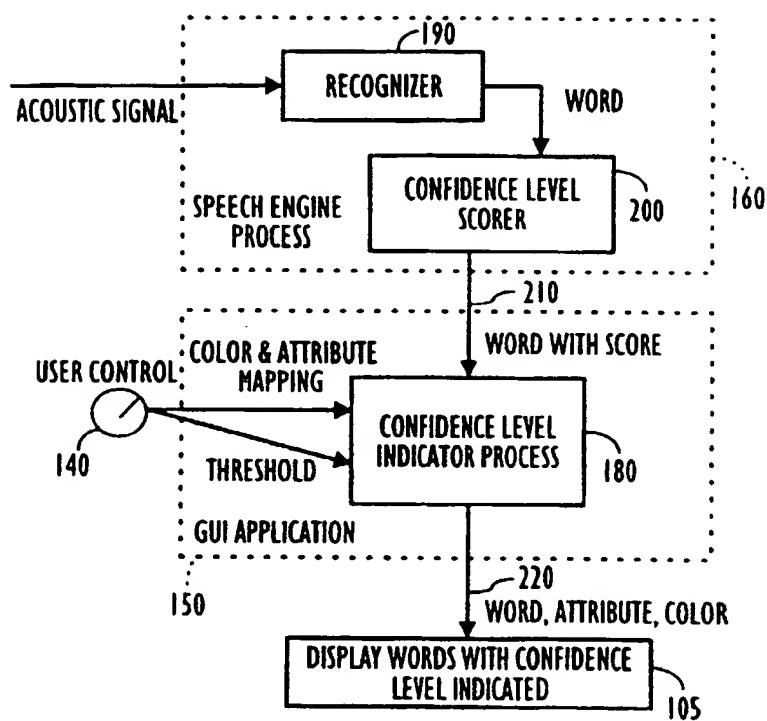 190
RECOGNIZER
ACOUSTIC SIGNAL
WORD
CONFIDENCE LEVEL
SCORER
200
160
SPEECH ENGINE
PROCESS
210
WORD WITH SCORE
COLOR & ATTRIBUTE
MAPPING
USER CONTROL
140
CONFIDENCE LEVEL
INDICATOR PROCESS
180
THRESHOLD
GUI APPLICATION
150
220
WORD, ATTRIBUTE, COLOR
DISPLAY WORDS WITH CONFIDENCE
LEVEL INDICATED
105